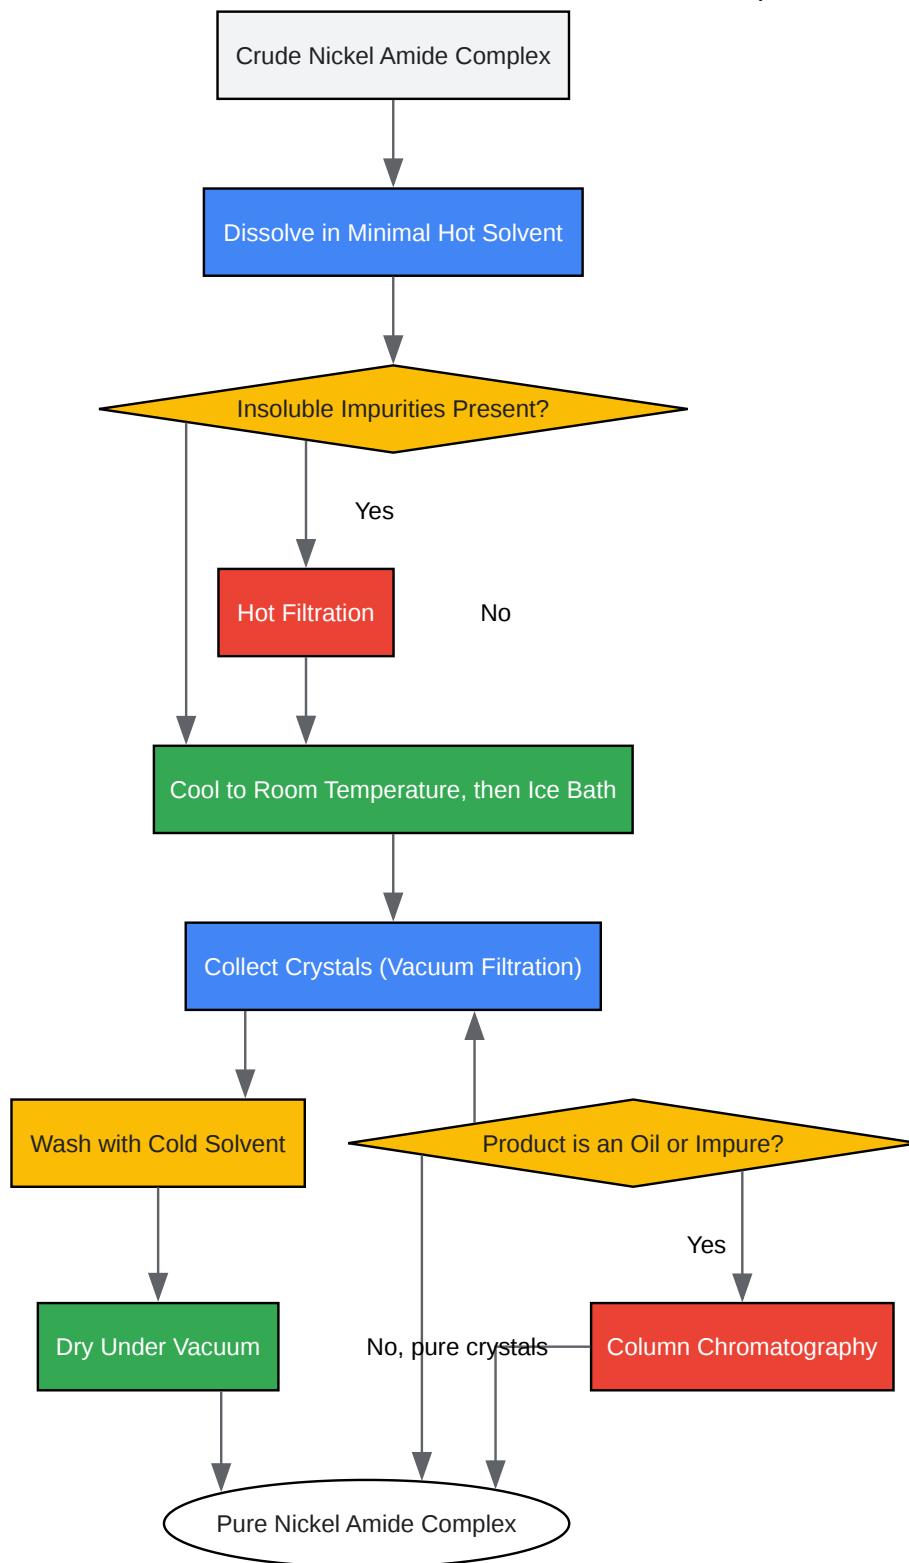 Crude Nickel Amide Complex
Dissolve in Minimal Hot Solvent
Insoluble Impurities Present?
Yes
Hot Filtration
No
Cool to Room Temperature, then Ice Bath
Collect Crystals (Vacuum Filtration)
Wash with Cold Solvent
Product is an Oil or Impure?
Yes
Dry Under Vacuum
No, pure crystals
Column Chromatography
Pure Nickel Amide Complex